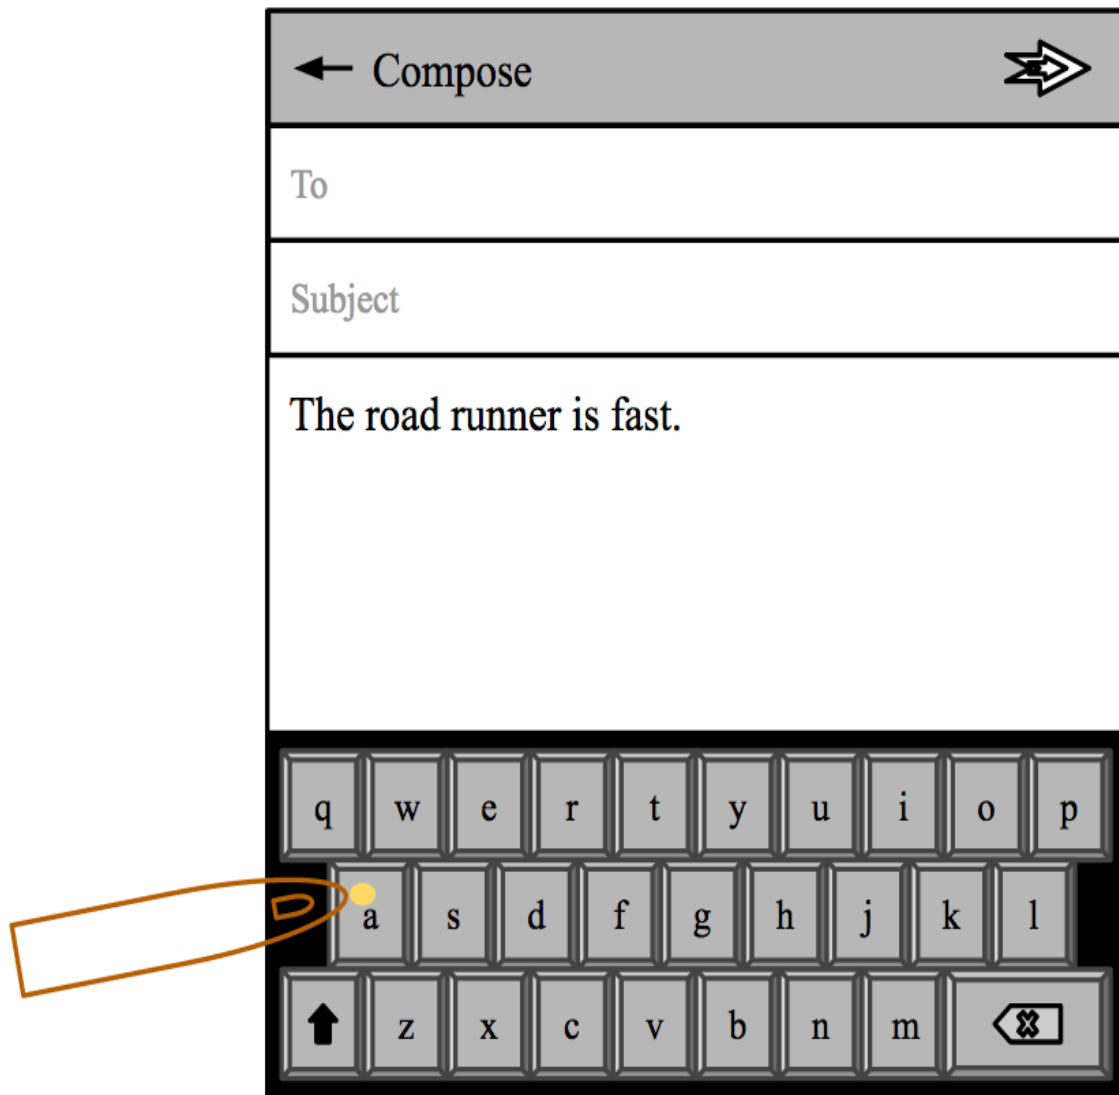 Compose
To
Subject
The road runner is fast.
q w e r t y u i o p
a s d f g h j k l
z x c v b n m